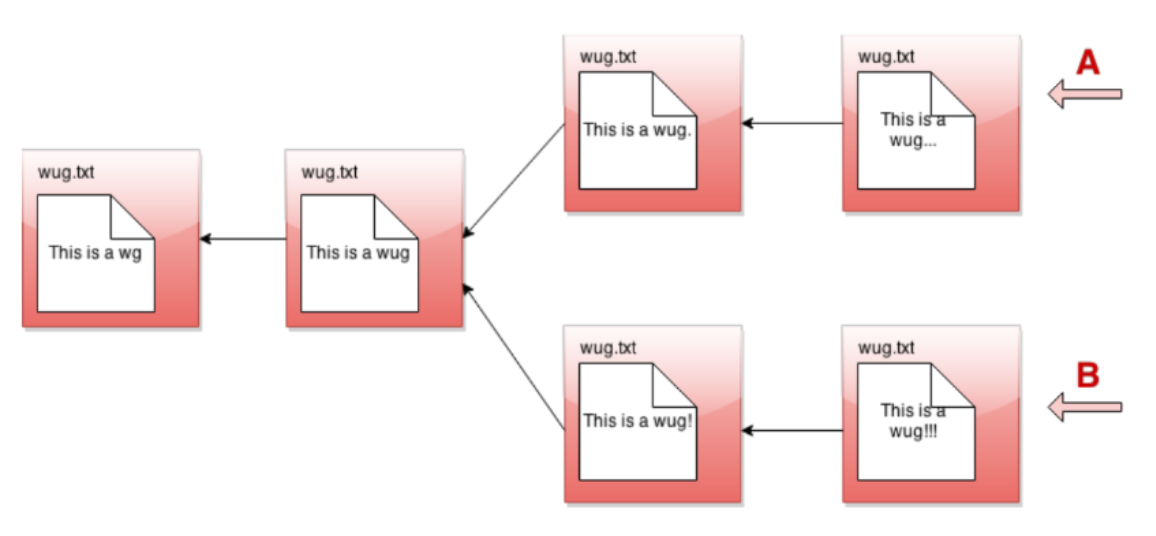 wug.txt
This is a wg
wug.txt
This is a wug
wug.txt
This is a wug.
wug.txt
This is a
wug...
A
wug.txt
This is a wug!
wug.txt
This is a
wug!!!
B